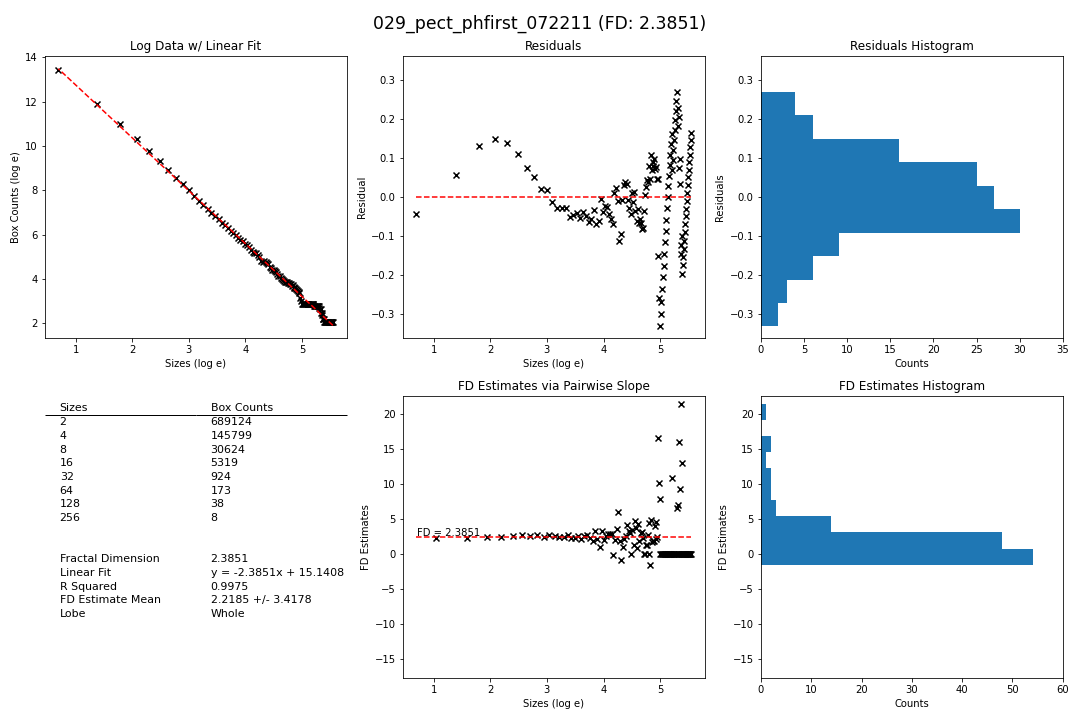 029_pect_phfirst_072211 (FD: 2.3851)
Log Data w/ Linear Fit
Box Counts (log e)
14
12
10
8
6
4
2
1 2 3 4 5
Sizes (log e)
Residuals
Residual
0.3
0.2
0.1
0.0
−0.1
−0.2
−0.3
1 2 3 4 5
Sizes (log e)
Residuals Histogram
Residuals
0.3
0.2
0.1
0.0
−0.1
−0.2
−0.3
0 5 10 15 20 25 30 35
Counts
Sizes Box Counts
2 689124
4 145799
8 30624
16 5319
32 924
64 173
128 38
256 8
Fractal Dimension 2.3851
Linear Fit y = -2.3851x + 15.1408
R Squared 0.9975
FD Estimate Mean 2.2185 +/- 3.4178
Lobe Whole
FD Estimates via Pairwise Slope
FD Estimates
20
15
10
5
0
−5
−10
−15
FD = 2.3851
1 2 3 4 5
Sizes (log e)
FD Estimates Histogram
FD Estimates
20
15
10
5
0
−5
−10
−15
0 10 20 30 40 50 60
Counts